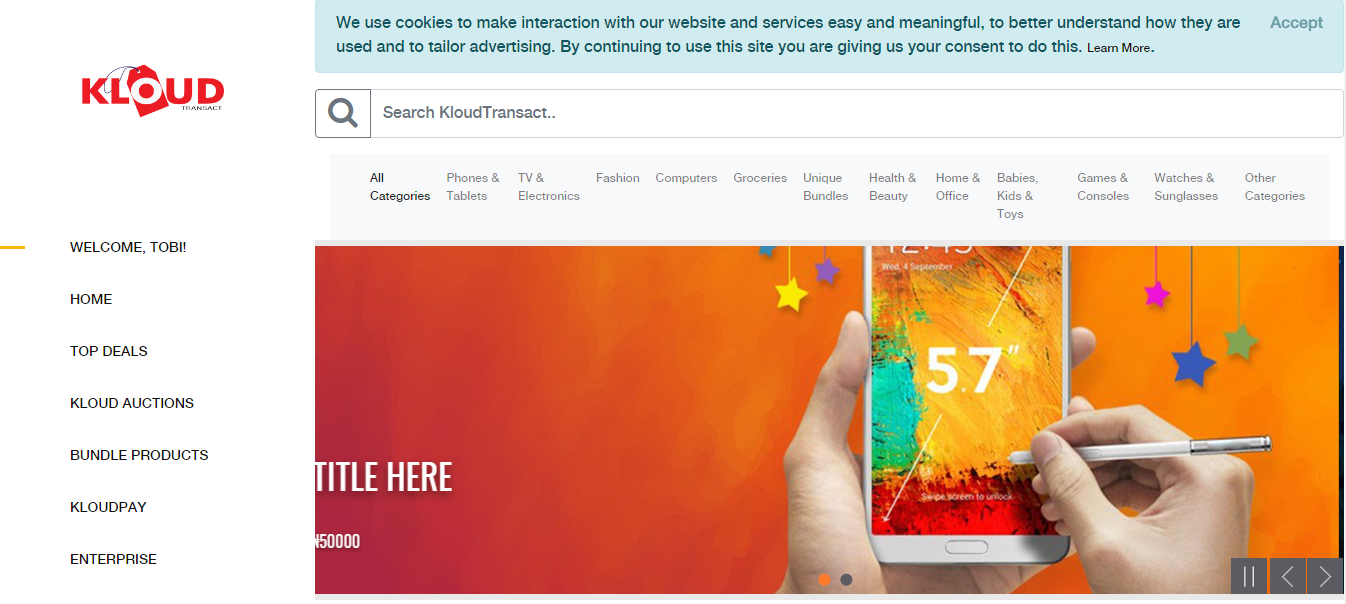 We use cookies to make interaction with our website and services easy and meaningful, to better understand how they are
used and to tailor advertising. By continuing to use this site you are giving us your consent to do this. Learn More.
Accept
KLOUD
TRANSACT
Search KloudTransact..
All
Categories
Phones &
Tablets
TV &
Electronics
Fashion
Computers
Groceries
Unique
Bundles
Health &
Beauty
Home &
Office
Babies,
Kids &
Toys
Games &
Consoles
Watches &
Sunglasses
Other
Categories
WELCOME, TOBI!
HOME
TOP DEALS
KLOUD AUCTIONS
BUNDLE PRODUCTS
KLOUDPAY
ENTERPRISE
TITLE HERE
₦50000
12:45
Wed, 4 September
5.7"
Swipe screen to unlock